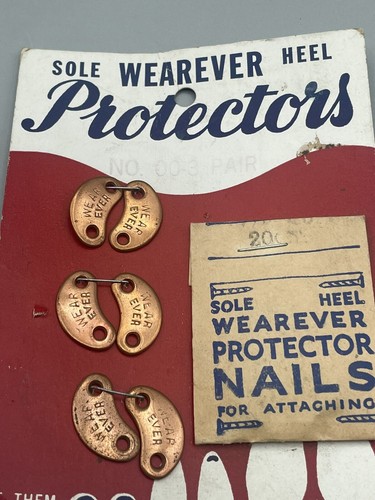 SOLE WEAREVER HEEL
Protectors
NO. 00-3 PAIR
WEAR
EVER
WEAR
EVER
WEAR
EVER
WEAR
EVER
WEAR
EVER
WEAR
EVER
20¢
SOLE HEEL
WEAREVER
PROTECTOR
NAILS
FOR ATTACHING
THEM